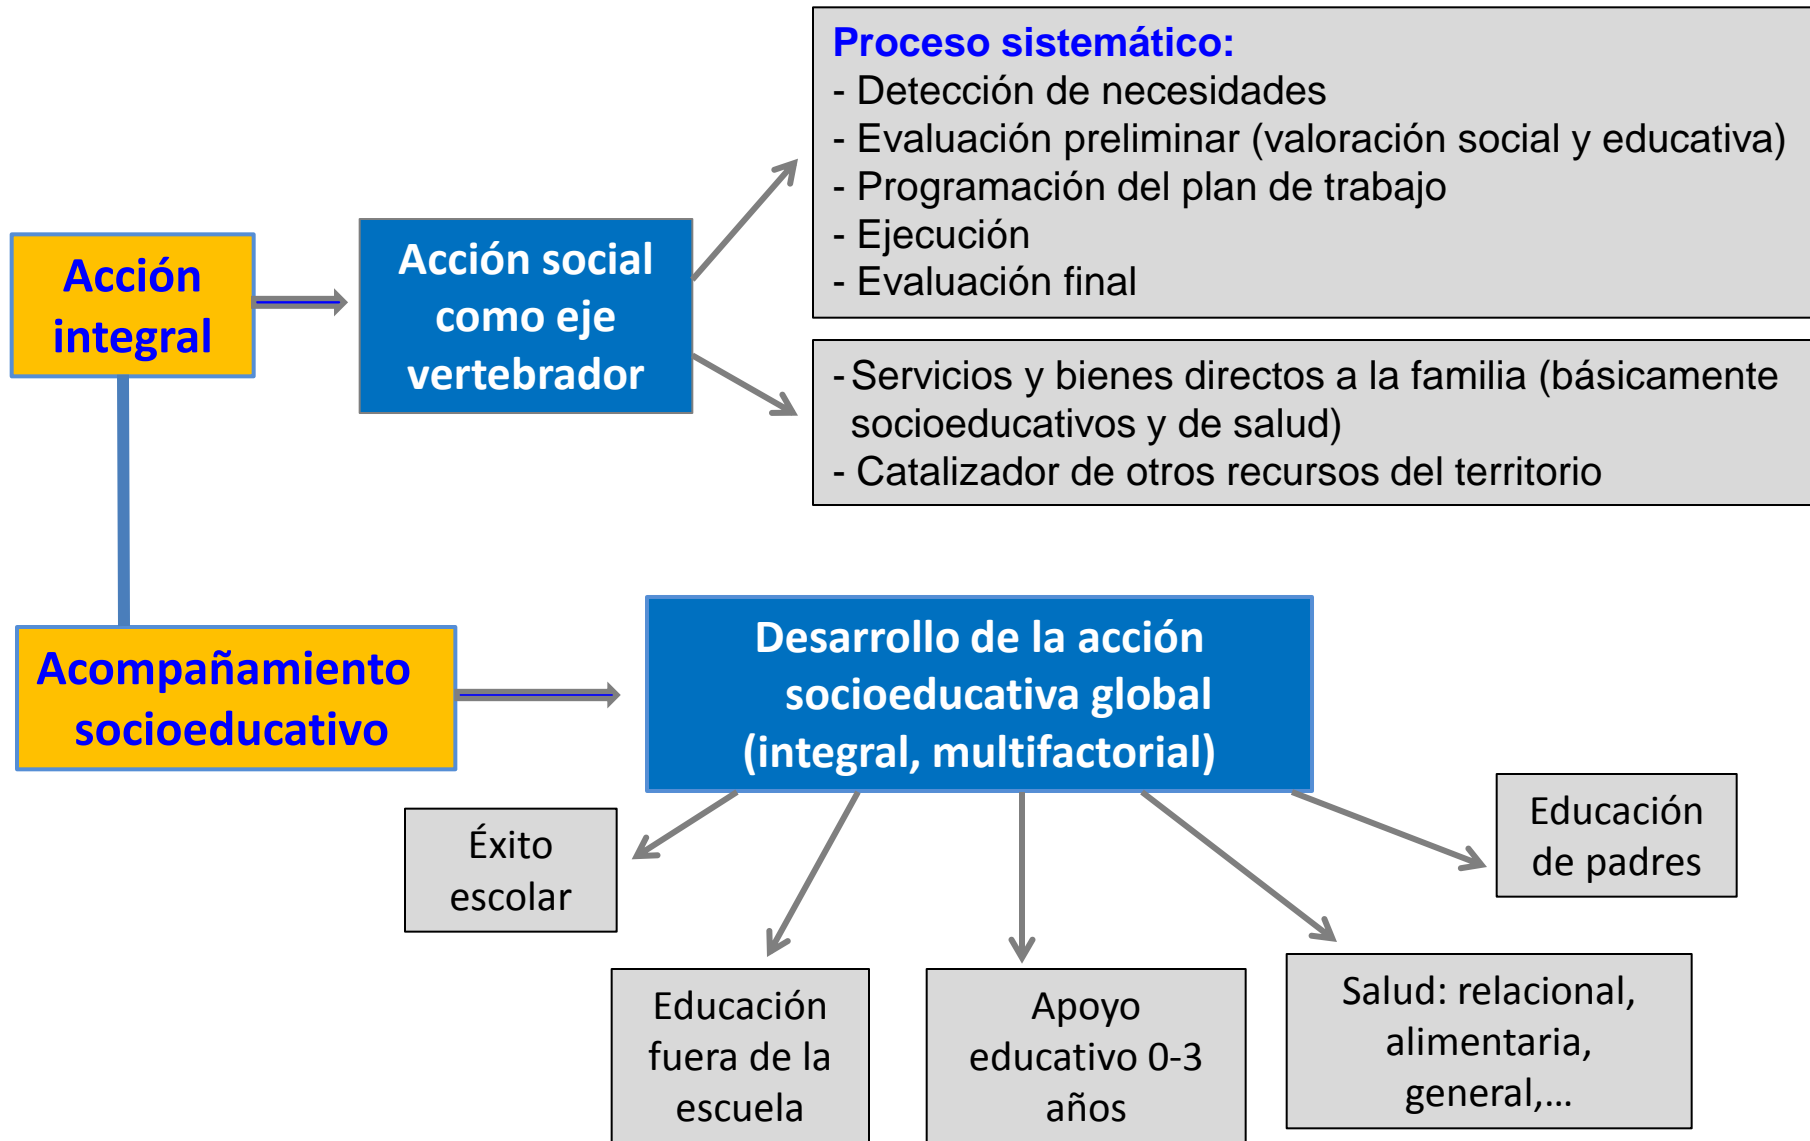 Proceso sistemático:
- Detección de necesidades
- Evaluación preliminar (valoración social y educativa)
- Programación del plan de trabajo
- Ejecución
- Evaluación final
Acción
integral
Acción social
como eje
vertebrador
- Servicios y bienes directos a la familia (básicamente
socioeducativos y de salud)
- Catalizador de otros recursos del territorio
Acompañamiento
socioeducativo
Desarrollo de la acción
socioeducativa global
(integral, multifactorial)
Éxito
escolar
Educación
fuera de la
escuela
Apoyo
educativo 0-3
años
Salud: relacional,
alimentaria,
general,...
Educación
de padres